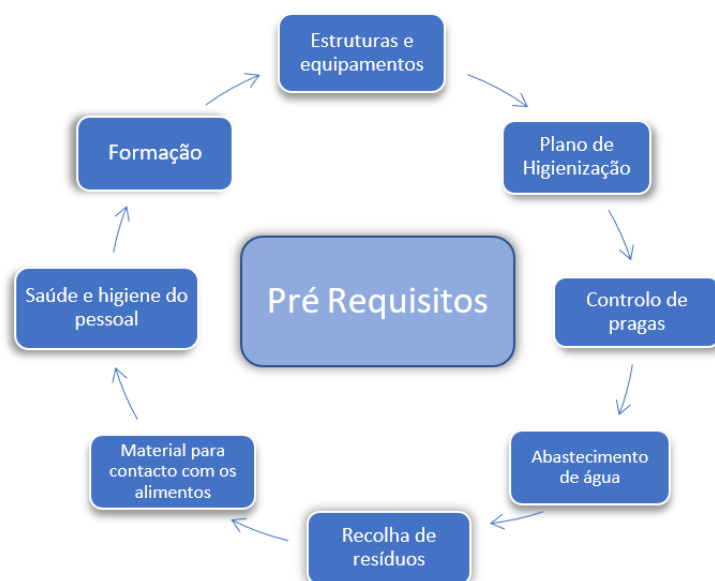 Estruturas e
equipamentos
Plano de
Higienização
Controlo de
pragas
Abastecimento
de água
Recolha de
resíduos
Material para
contacto com os
alimentos
Saúde e higiene do
pessoal
Formação
Pré Requisitos